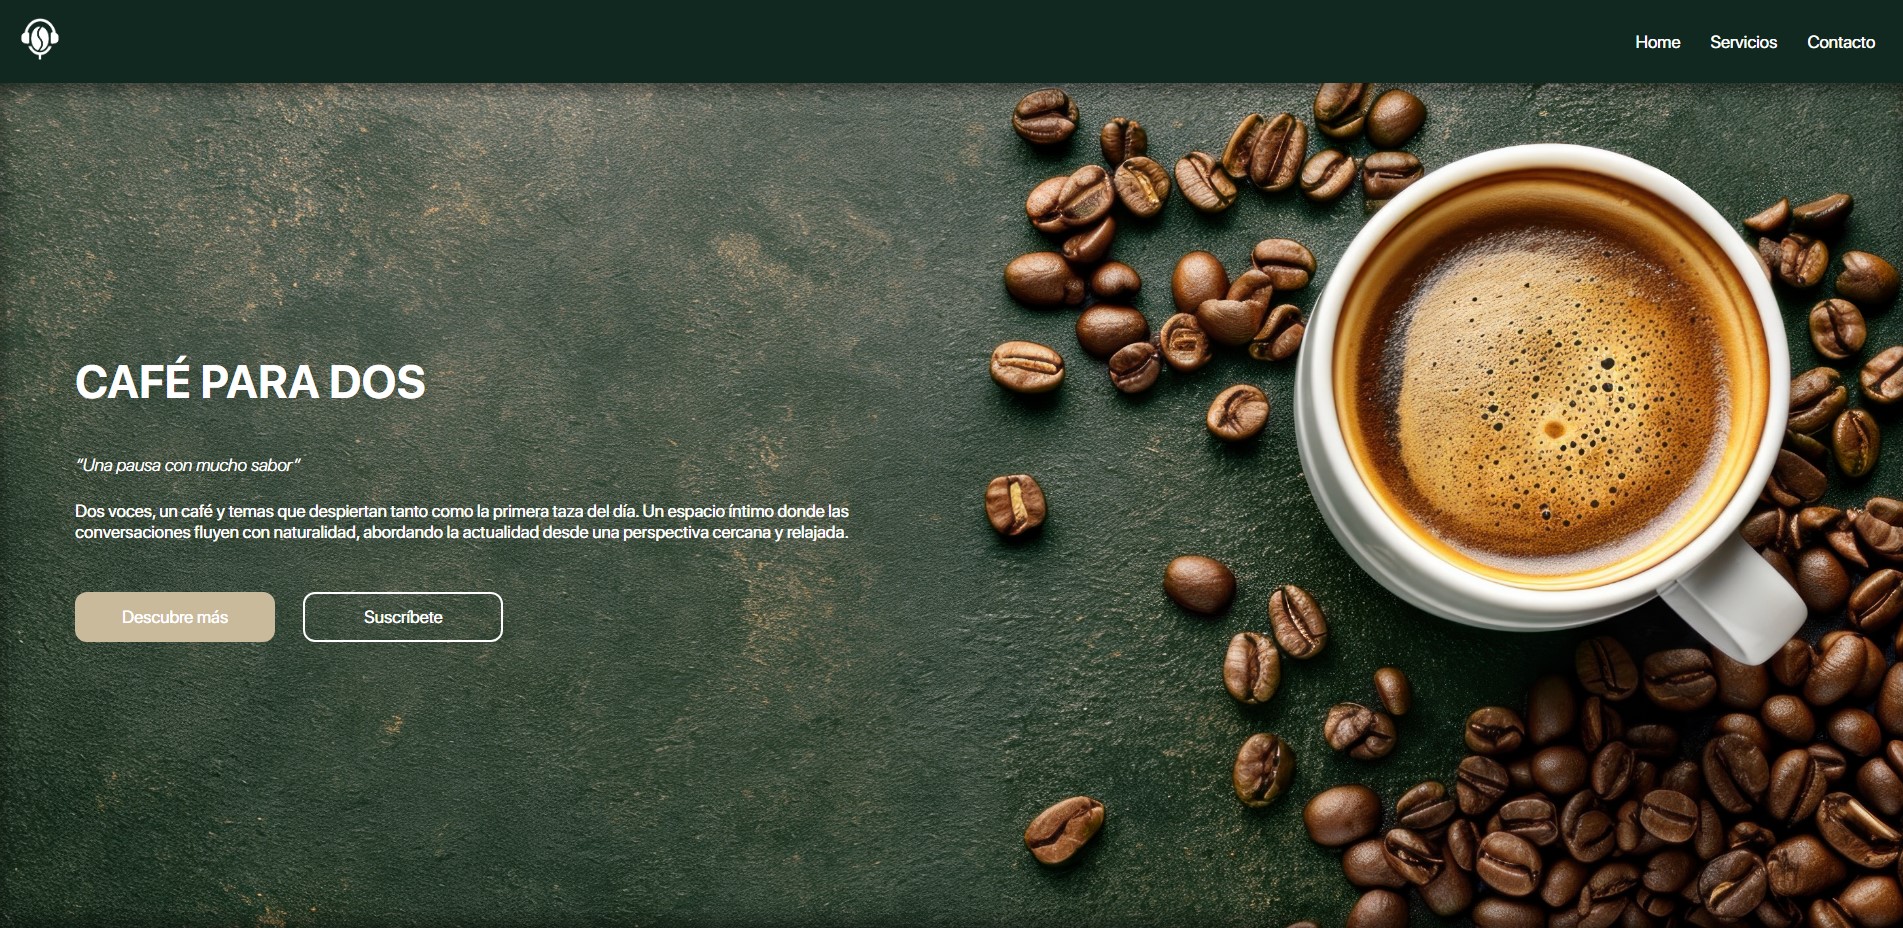 Home Servicios Contacto
CAFÉ PARA DOS
“Una pausa con mucho sabor”
Dos voces, un café y temas que despiertan tanto como la primera taza del día. Un espacio íntimo donde las
conversaciones fluyen con naturalidad, abordando la actualidad desde una perspectiva cercana y relajada.
Descubre más Suscríbete